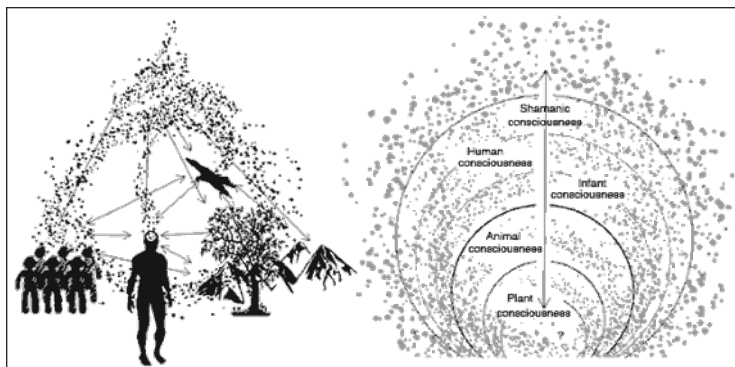 Shamanic
consciousness
Human
consciousness
Infant
consciousness
Animal
consciousness
Plant
consciousness
?